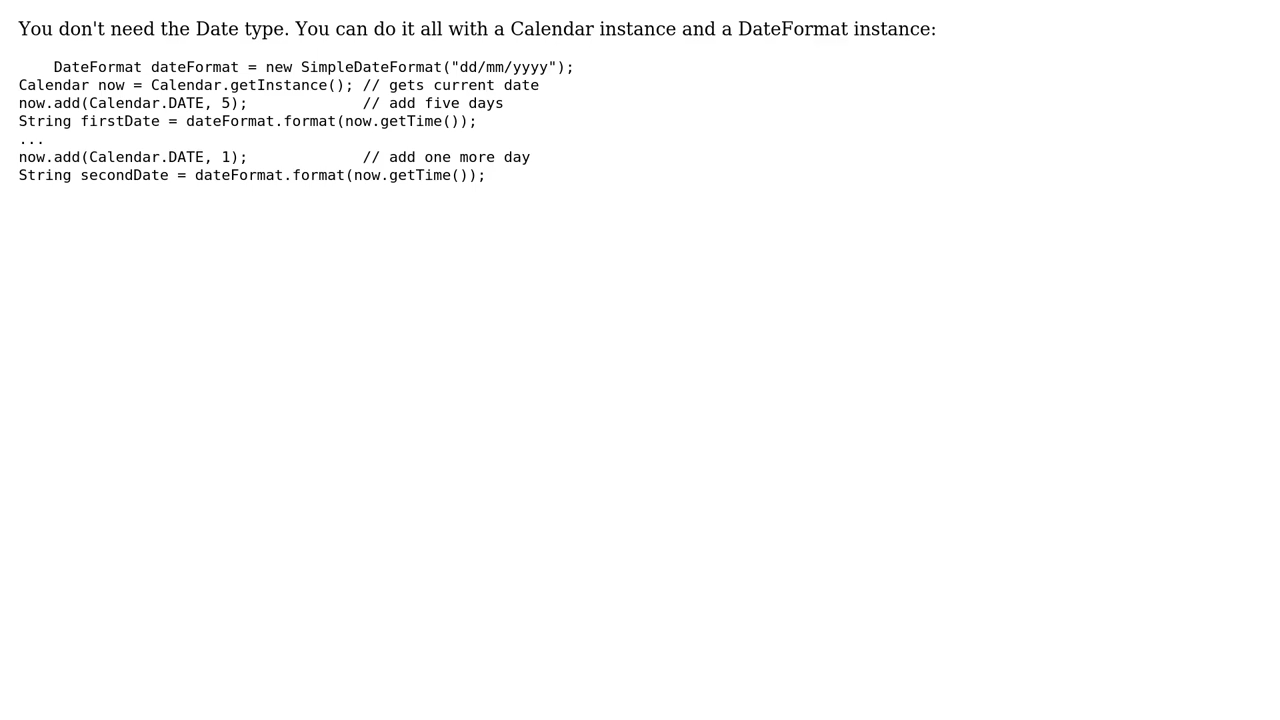 You don't need the Date type. You can do it all with a Calendar instance and a DateFormat instance:
    DateFormat dateFormat = new SimpleDateFormat("dd/mm/yyyy");
Calendar now = Calendar.getInstance(); // gets current date
now.add(Calendar.DATE, 5);             // add five days
String firstDate = dateFormat.format(now.getTime());
...
now.add(Calendar.DATE, 1);             // add one more day
String secondDate = dateFormat.format(now.getTime());